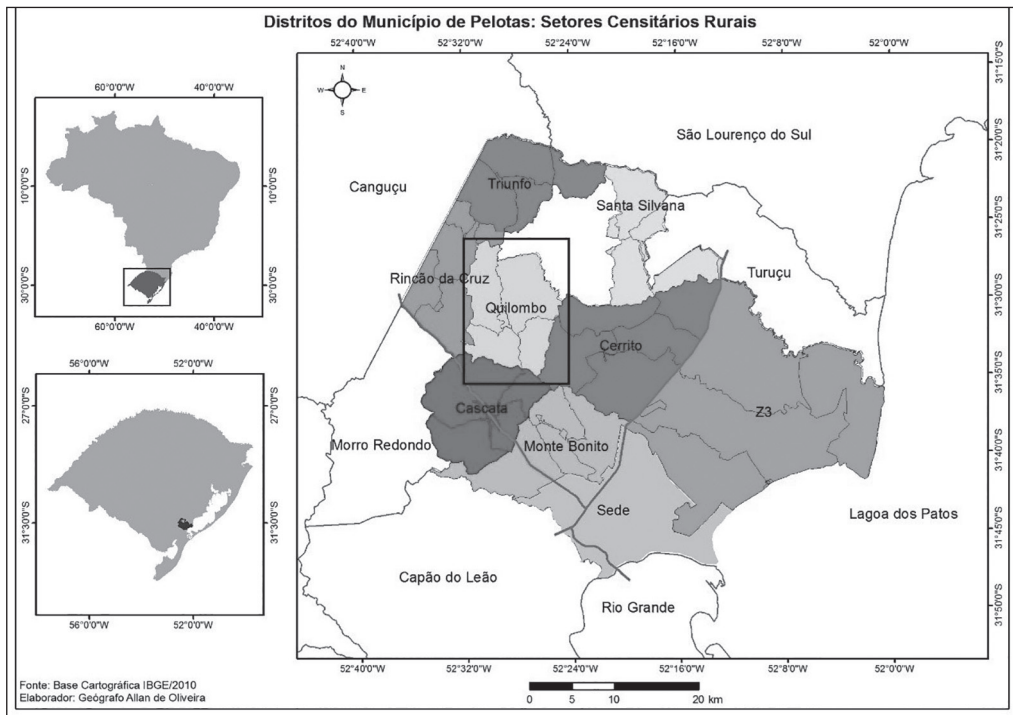 Distritos do Município de Pelotas: Setores Censitários Rurais
52°40'0"W 52°32'0"W 52°24'0"W 52°16'0"W 52°8'0"W 52°0'0"W
31°15'0"S
31°20'0"S
31°25'0"S
31°30'0"S
31°35'0"S
31°40'0"S
31°45'0"S
31°50'0"S
N
W E
S
São Lourenço do Sul
Canguçu
Triunfo
Santa Silvana
Rincão da Cruz
Turuçu
Quilombo
Cerrito
Cascata
Z3
Morro Redondo
Monte Bonito
Sede
Lagoa dos Patos
Capão do Leão
Rio Grande
52°40'0"W 52°32'0"W 52°24'0"W 52°16'0"W 52°8'0"W 52°0'0"W
0 5 10 20 km
60°0'0"W 40°0'0"W
10°0'0"S 10°0'0"S
30°0'0"S 30°0'0"S
60°0'0"W 40°0'0"W
56°0'0"W 52°0'0"W
27°0'0"S 27°0'0"S
31°30'0"S 31°30'0"S
56°0'0"W 52°0'0"W
Fonte: Base Cartográfica IBGE/2010
Elaborador: Geógrafo Allan de Oliveira